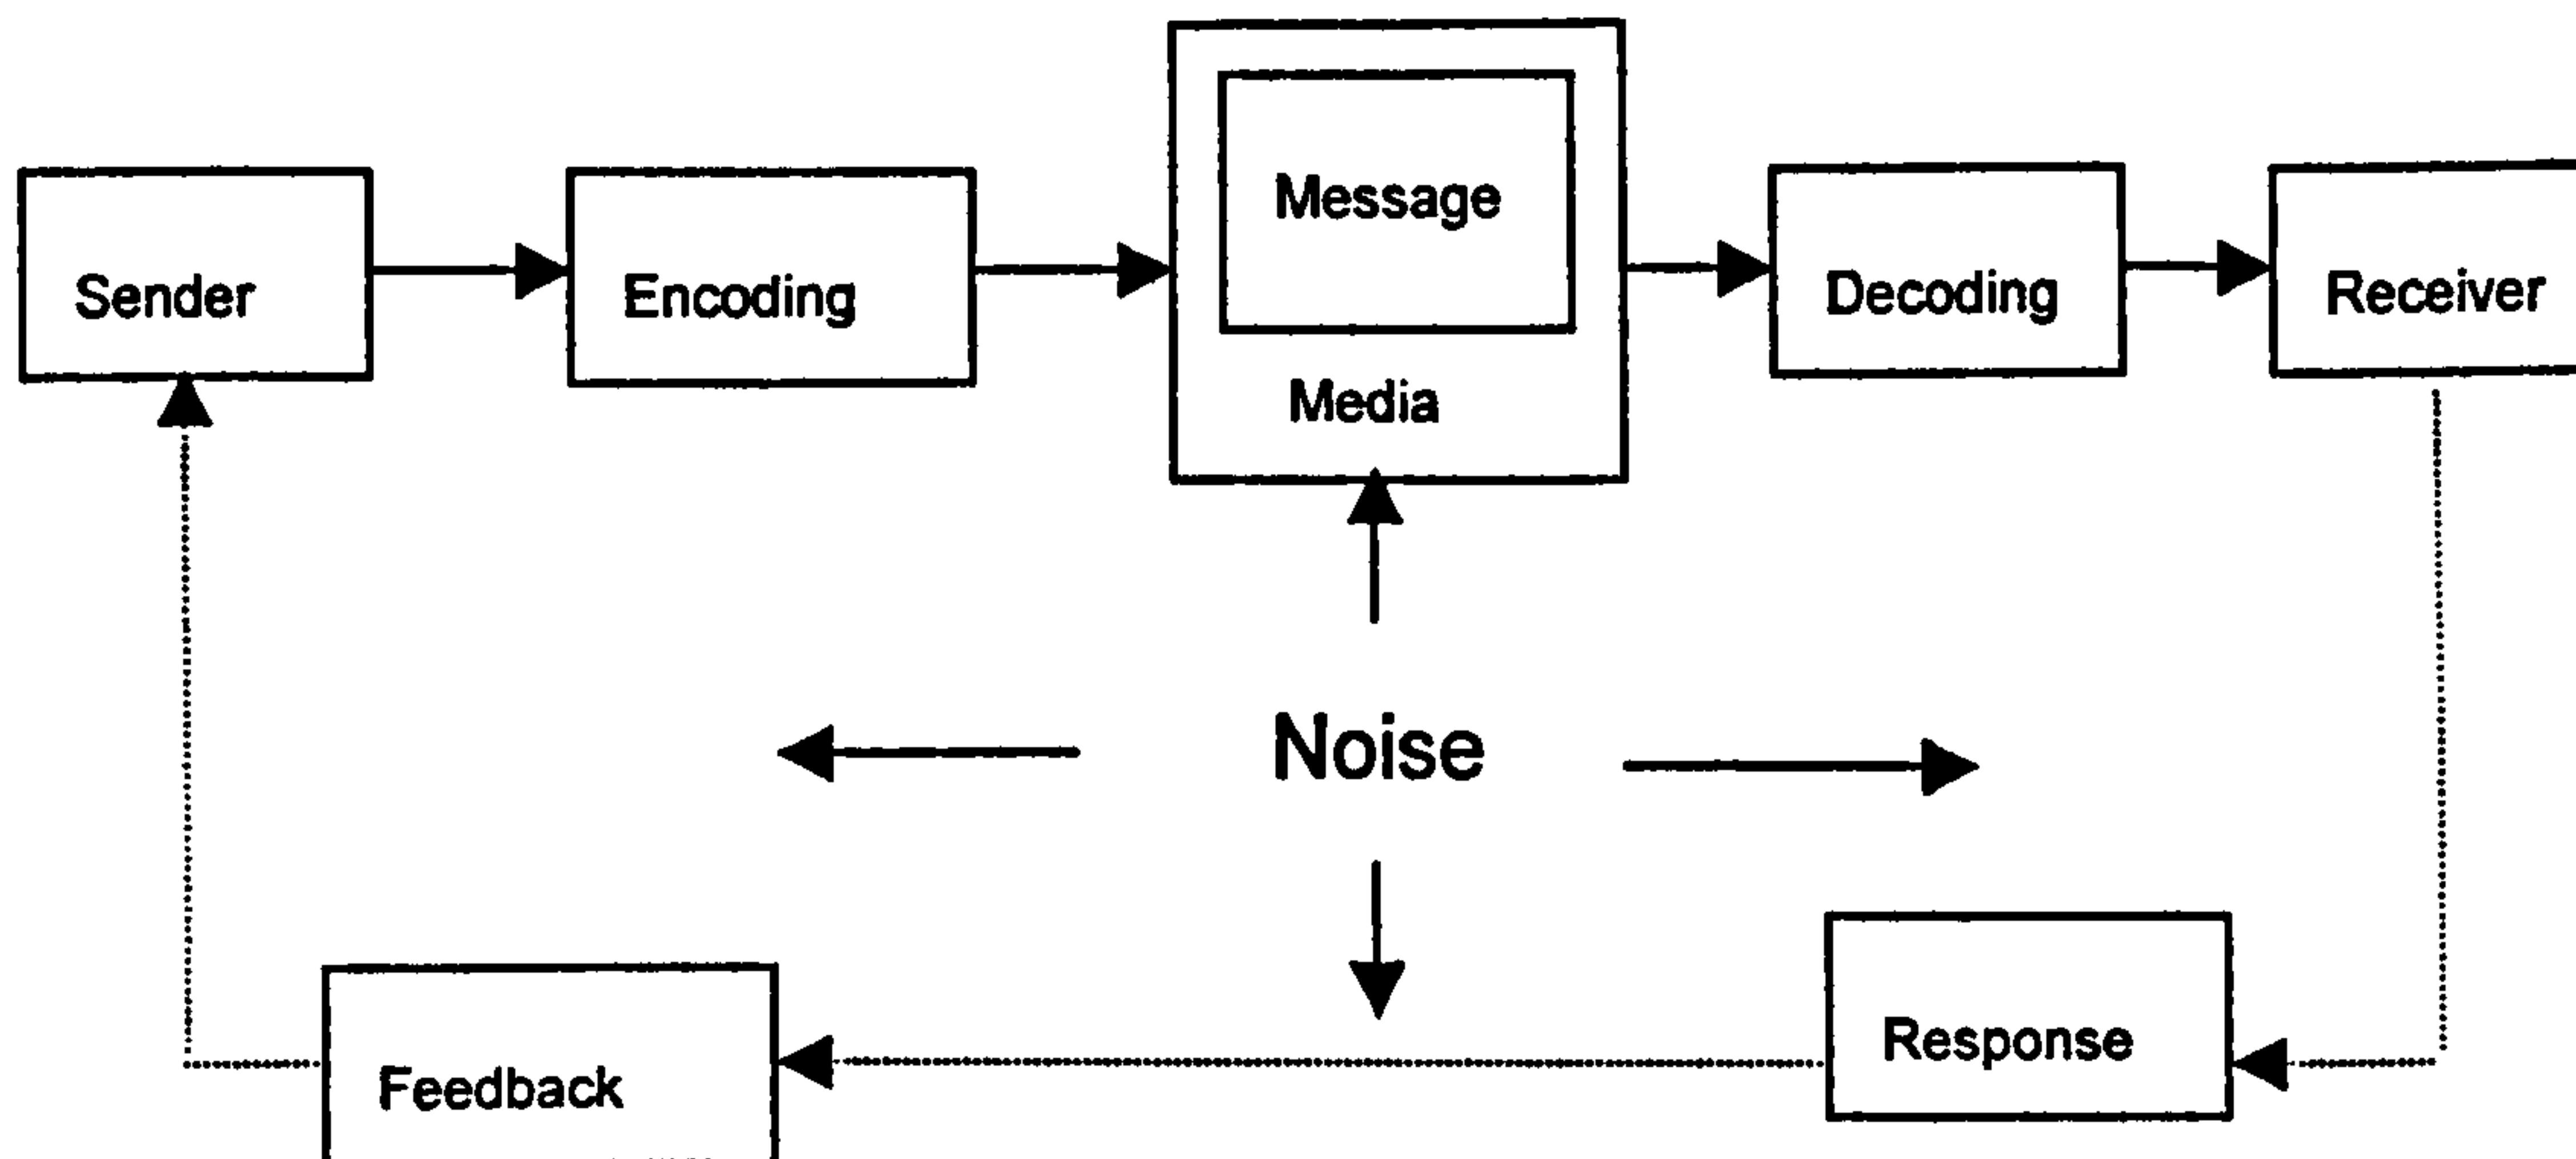 Message
Sender
Encoding
Decoding
Receiver
Media
Noise
Response
Feedback